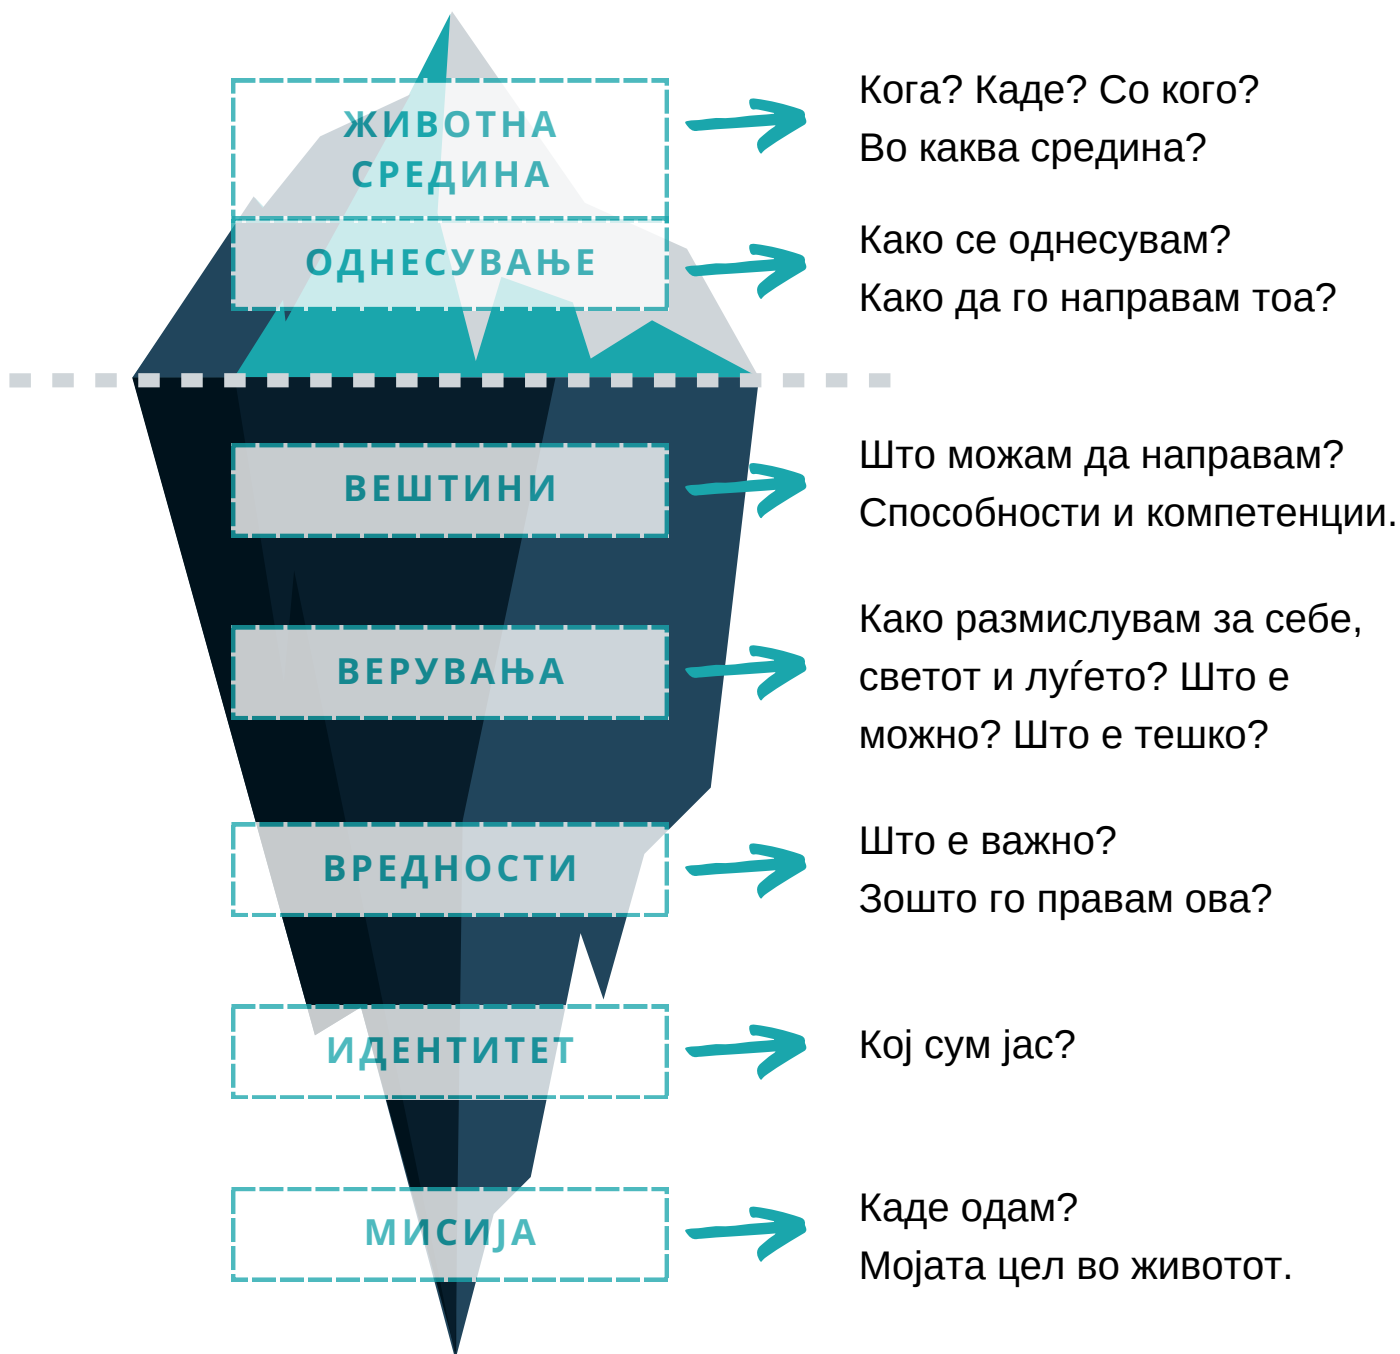 ЖИВОТНА
СРЕДИНА
Кога? Каде? Со кого?
Во каква средина?
ОДНЕСУВАЊЕ
Како се однесувам?
Како да го направам тоа?
ВЕШТИНИ
Што можам да направам?
Способности и компетенции.
ВЕРУВАЊА
Како размислувам за себе,
светот и луѓето? Што е
можно? Што е тешко?
ВРЕДНОСТИ
Што е важно?
Зошто го правам ова?
ИДЕНТИТЕТ
Кој сум јас?
МИСИЈА
Каде одам?
Мојата цел во животот.